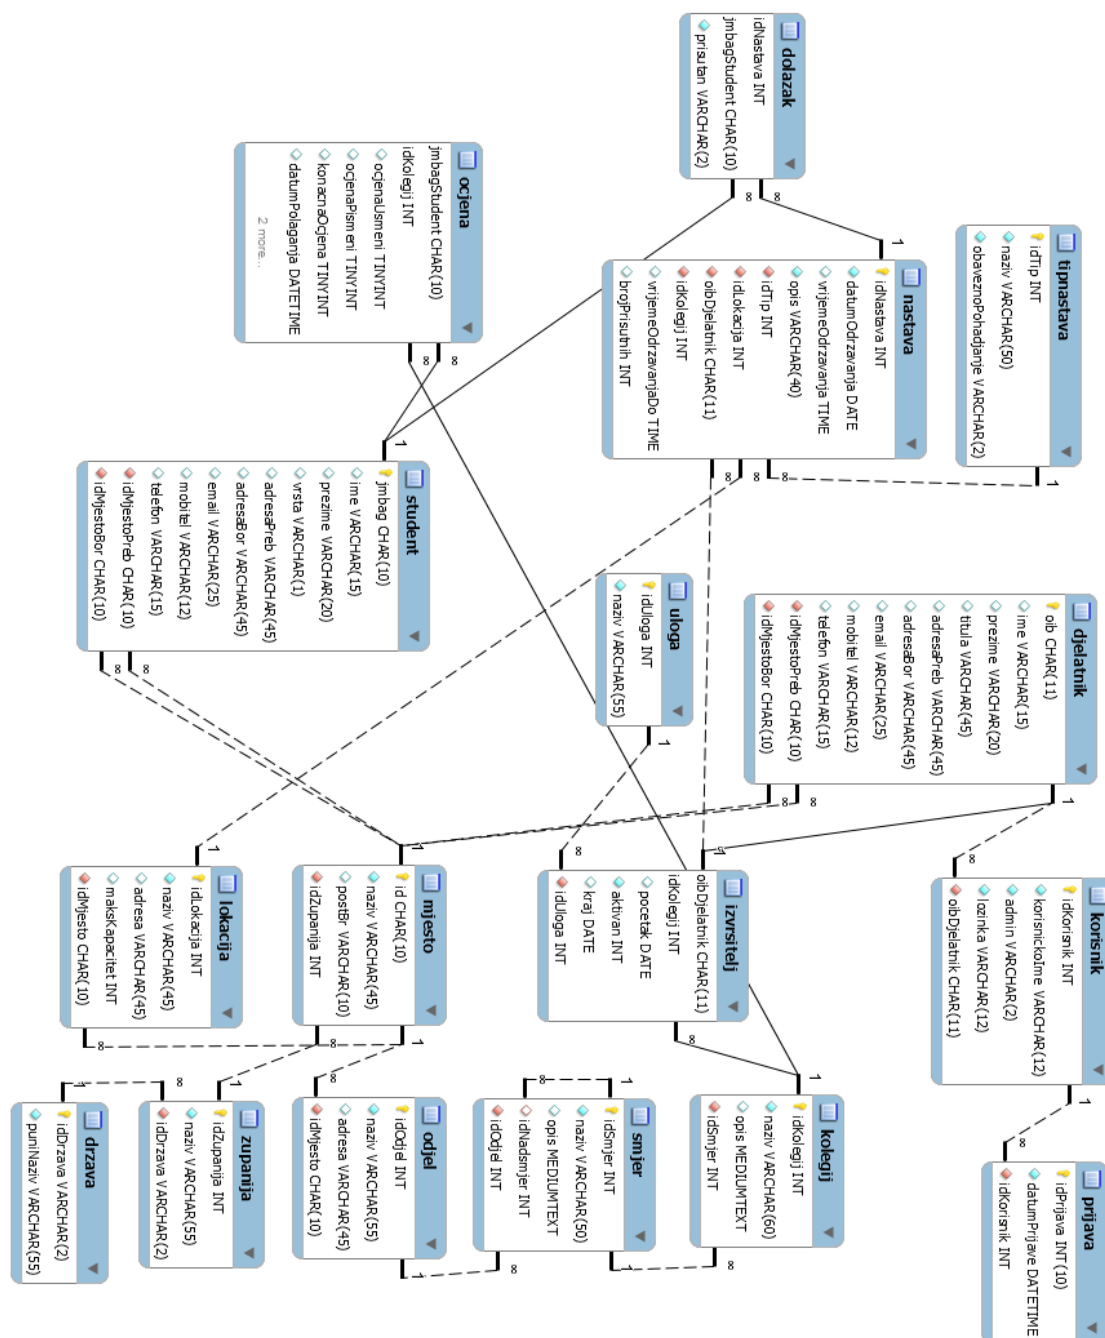 dolazak
idNastava INT
jmbagStudent CHAR(10)
prisutan VARCHAR(2)
ocjena
jmbagStudent CHAR(10)
idKolegij INT
ocjenaUsmeni TINYINT
ocjenaPismeni TINYINT
konacnaOcjena TINYINT
datumPolaganja DATETIME
2 more...
tipnastava
idTip INT
naziv VARCHAR(50)
obaveznoPohadjanje VARCHAR(2)
nastava
idNastava INT
datumOdrzavanja DATE
vrijemeOdrzavanja TIME
opis VARCHAR(40)
idTip INT
idLokacija INT
oibDjelatnik CHAR(11)
idKolegij INT
vrijemeOdrzavanjaDo TIME
brojPrisutnih INT
student
jmbag CHAR(10)
ime VARCHAR(15)
prezime VARCHAR(20)
vrsta VARCHAR(1)
adresaPreb VARCHAR(45)
adresaBor VARCHAR(45)
email VARCHAR(25)
mobitel VARCHAR(12)
telefon VARCHAR(15)
idMjestoPreb CHAR(10)
idMjestoBor CHAR(10)
uloga
idUloga INT
naziv VARCHAR(55)
djelatnik
oib CHAR(11)
ime VARCHAR(15)
prezime VARCHAR(20)
titula VARCHAR(45)
adresaPreb VARCHAR(45)
adresaBor VARCHAR(45)
email VARCHAR(25)
mobitel VARCHAR(12)
telefon VARCHAR(15)
idMjestoPreb CHAR(10)
idMjestoBor CHAR(10)
lokacija
idLokacija INT
naziv VARCHAR(45)
adresa VARCHAR(45)
maksKapacitet INT
idMjesto CHAR(10)
mjesto
id CHAR(10)
naziv VARCHAR(45)
postBr VARCHAR(10)
idZupanija INT
izvrsitelj
oibDjelatnik CHAR(11)
idKolegij INT
pocetak DATE
aktivan INT
kraj DATE
idUloga INT
korisnik
idKorisnik INT
korisnickoIme VARCHAR(12)
admin VARCHAR(2)
lozinka VARCHAR(12)
oibDjelatnik CHAR(11)
drzava
idDrzava VARCHAR(2)
puniNaziv VARCHAR(55)
zupanija
idZupanija INT
naziv VARCHAR(55)
idDrzava VARCHAR(2)
odjel
idOdjel INT
naziv VARCHAR(55)
adresa VARCHAR(45)
idMjesto CHAR(10)
smjer
idSmjer INT
naziv VARCHAR(50)
opis MEDIUMTEXT
idNadsmjer INT
idOdjel INT
kolegij
idKolegij INT
naziv VARCHAR(60)
opis MEDIUMTEXT
idSmjer INT
prijava
idPrijava INT(10)
datumPrijave DATETIME
idKorisnik INT